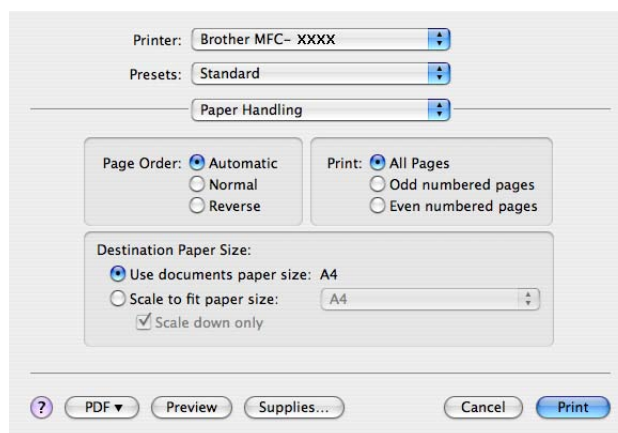 Printer: Brother MFC- XXXX
Presets: Standard
Paper Handling
Page Order: Automatic
Normal
Reverse
Print: All Pages
Odd numbered pages
Even numbered pages
Destination Paper Size:
Use documents paper size: A4
Scale to fit paper size: A4
Scale down only
? PDF▼ Preview Supplies... Cancel Print